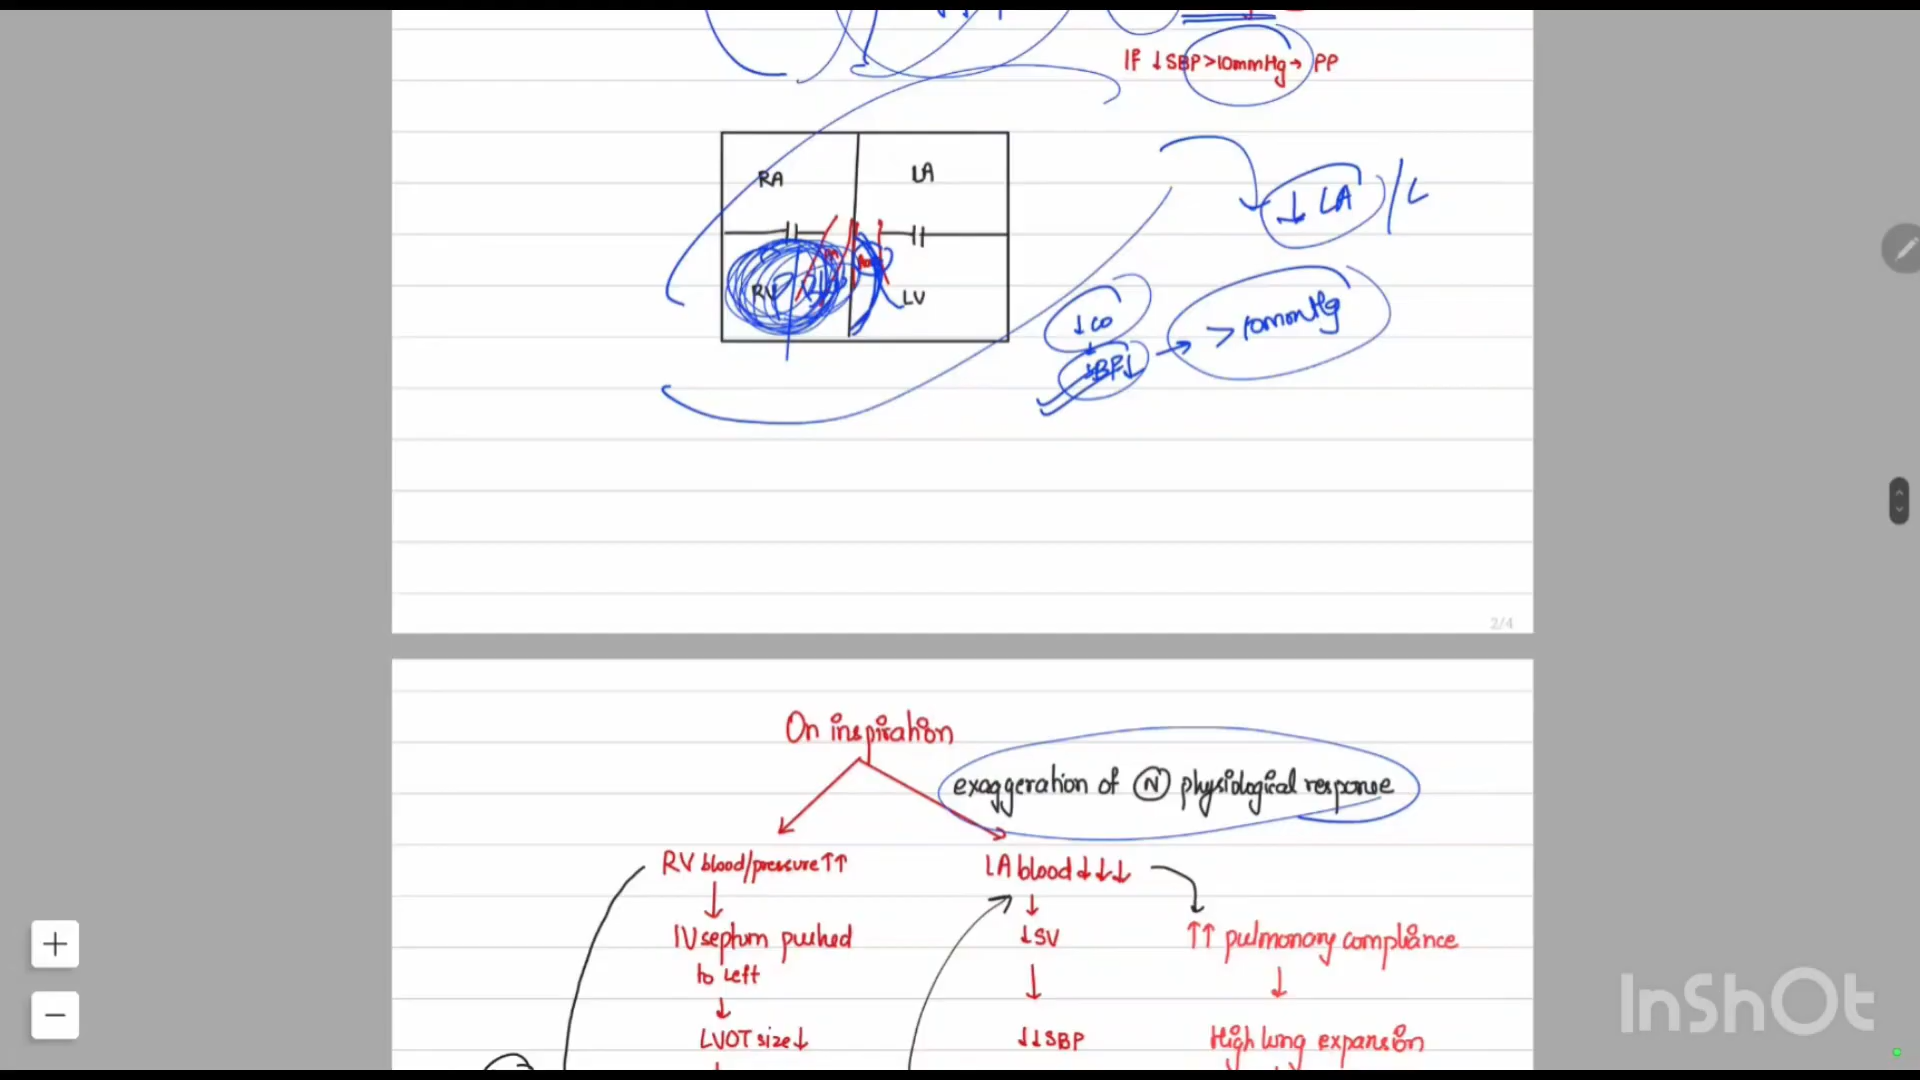 IF ↓SBP>10mmHg→ PP
RA
LA
↓ LA / L
RV
LV
↓CO
↓BP↓ → >10mmHg
2/4
On inspiration
exaggeration of Ⓝ physiological response
RV blood/pressure↑↑
LA blood↓↓↓
↓
↓
↓SV
↑↑ pulmonory compliance
IV septum pushed
to left
↓
↓
↓
LVOT size↓
↓↓SBP
High lung expansion
InShOt